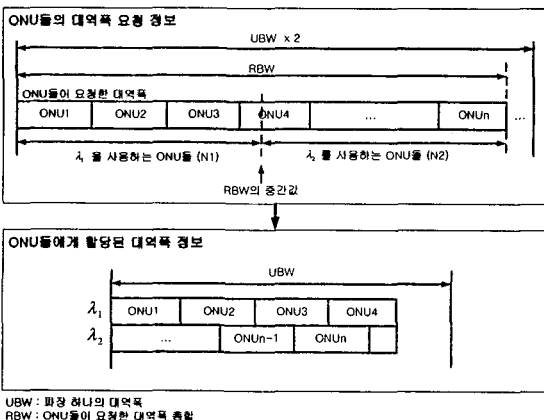 ONU들의 대역폭 요청 정보
UBW x 2
RBW
ONU들이 요청한 대역폭
ONU1 ONU2 ONU3 ONU4 ... ONUn ...
λ₁ 을 사용하는 ONU들 (N1) λ₂ 를 사용하는 ONU들 (N2)
RBW의 중간값
ONU들에게 할당된 대역폭 정보
UBW
λ₁ ONU1 ONU2 ONU3 ONU4
λ₂ ... ONUn-1 ONUn
UBW : 파장 하나의 대역폭
RBW : ONU들이 요청한 대역폭 총합